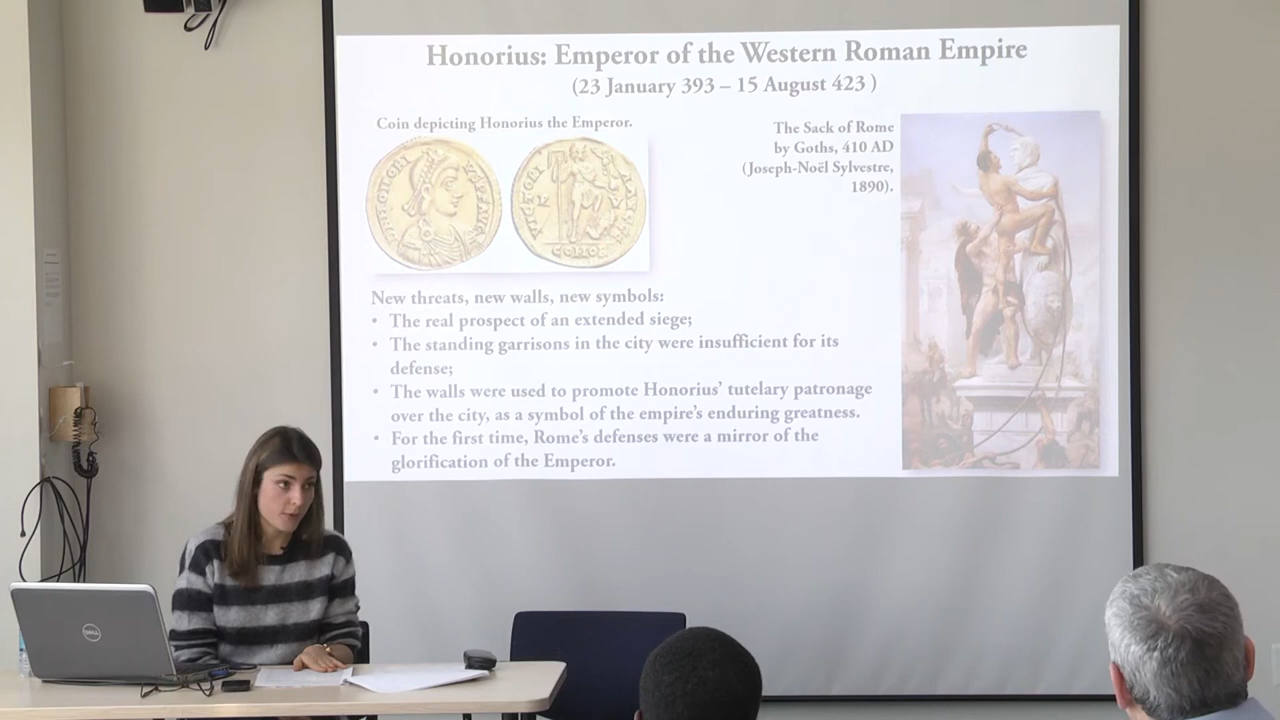 Honorius: Emperor of the Western Roman Empire
(23 January 393 – 15 August 423 )
Coin depicting Honorius the Emperor.
The Sack of Rome
by Goths, 410 AD
(Joseph-Noël Sylvestre,
1890).
New threats, new walls, new symbols:
• The real prospect of an extended siege;
• The standing garrisons in the city were insufficient for its
defense;
• The walls were used to promote Honorius’ tutelary patronage
over the city, as a symbol of the empire’s enduring greatness.
• For the first time, Rome’s defenses were a mirror of the
glorification of the Emperor.
DELL